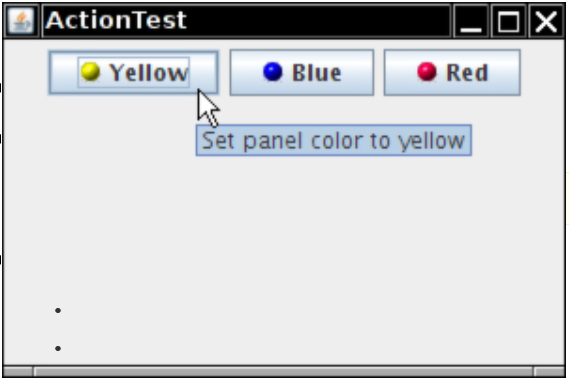 ActionTest
Yellow Blue Red
Set panel color to yellow